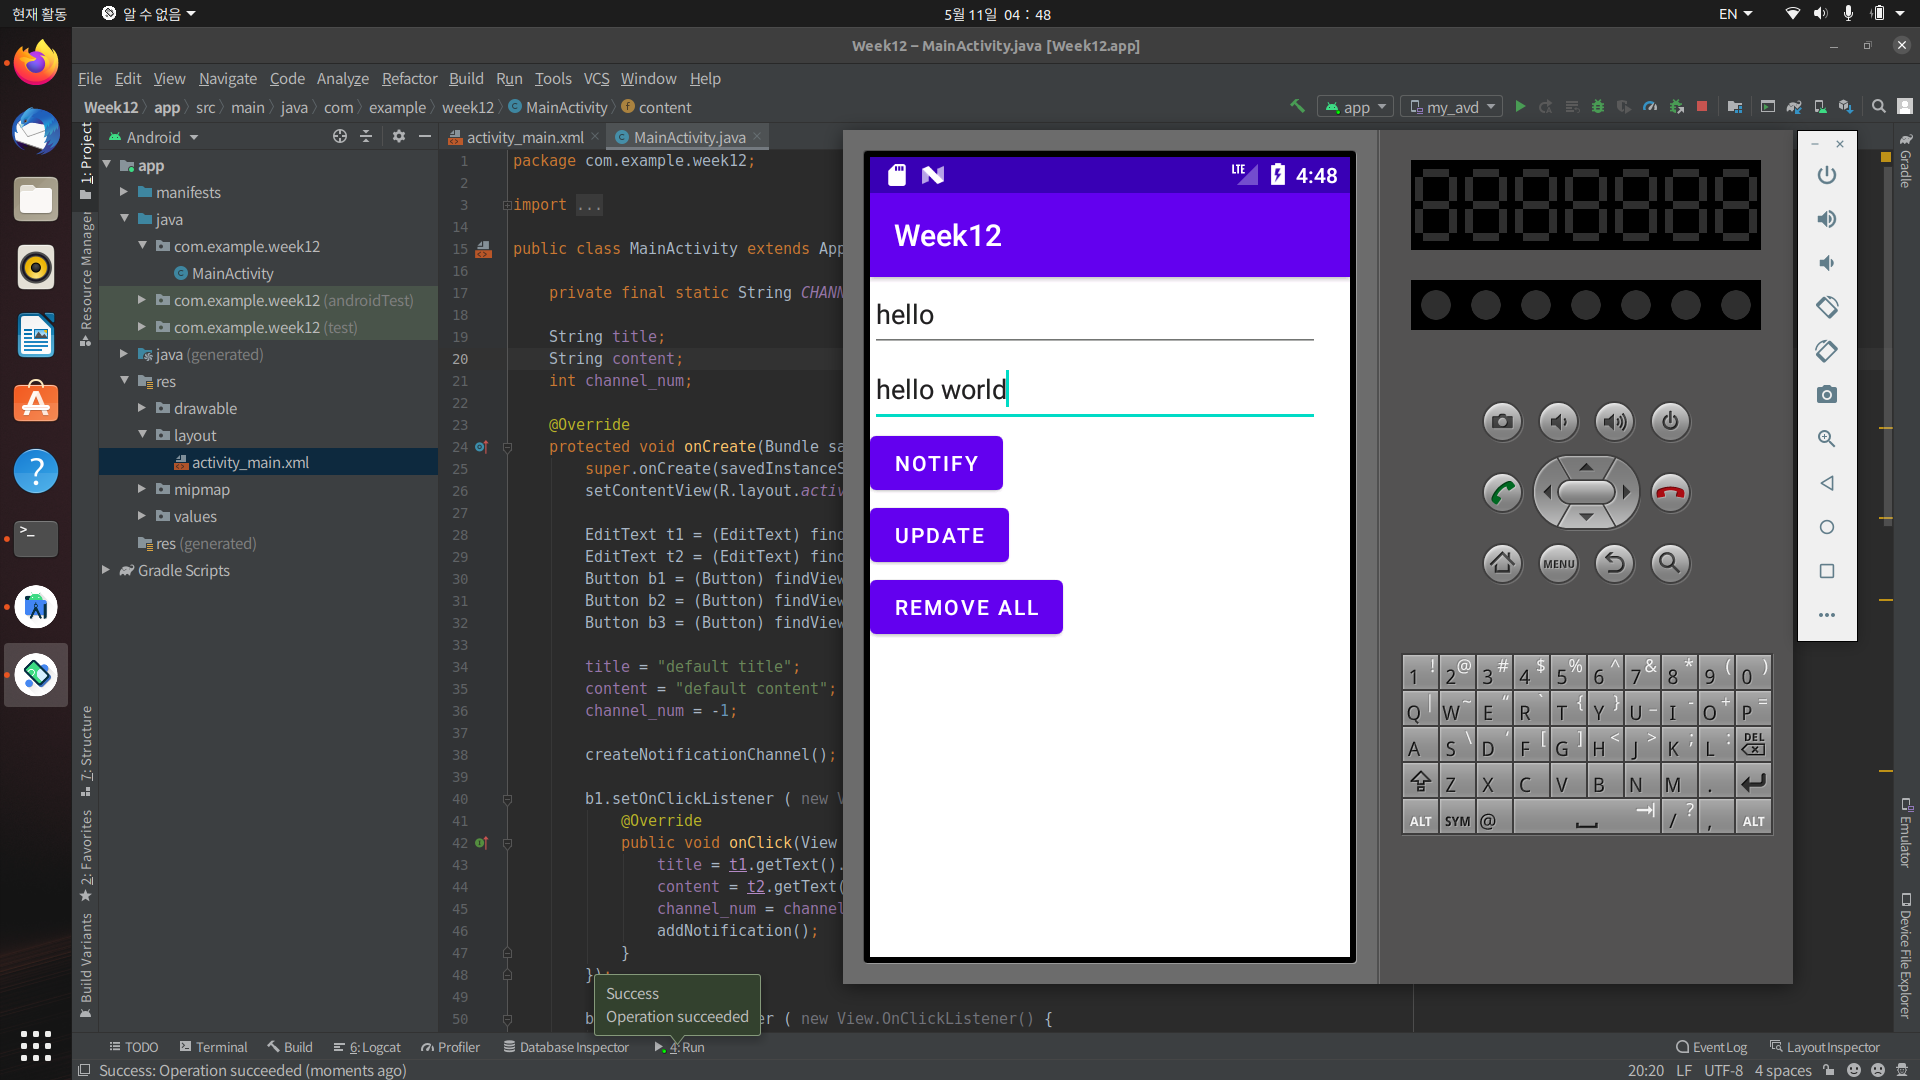 현재 활동
알 수 없음
5월 11일 04 : 48
EN
Week12 – MainActivity.java [Week12.app]
File Edit View Navigate Code Analyze Refactor Build Run Tools VCS Window Help
Week12 app src main java com example week12 MainActivity content
app
my_avd
Android
activity_main.xml
MainActivity.java
1: Project
Resource Manager
7: Structure
2: Favorites
Build Variants
app
manifests
java
com.example.week12
MainActivity
com.example.week12 (androidTest)
com.example.week12 (test)
java (generated)
res
drawable
layout
activity_main.xml
mipmap
values
res (generated)
Gradle Scripts
1 package com.example.week12;
2
3 import ...
14
15 public class MainActivity extends App
16
17 private final static String CHANN
18
19 String title;
20 String content;
21 int channel_num;
22
23 @Override
24 protected void onCreate(Bundle sa
25 super.onCreate(savedInstanceS
26 setContentView(R.layout.activ
27
28 EditText t1 = (EditText) find
29 EditText t2 = (EditText) find
30 Button b1 = (Button) findView
31 Button b2 = (Button) findView
32 Button b3 = (Button) findView
33
34 title = "default title";
35 content = "default content";
36 channel_num = -1;
37
38 createNotificationChannel();
39
40 b1.setOnClickListener ( new V
41 @Override
42 public void onClick(View
43 title = t1.getText().
44 content = t2.getText(
45 channel_num = channel
46 addNotification();
47 }
48 });
49
50 b er ( new View.OnClickListener() {
Success
Operation succeeded
LTE 4:48
Week12
hello
hello world
NOTIFY
UPDATE
REMOVE ALL
MENU
1 ! 2 @ 3 # 4 $ 5 % 6 ^ 7 & 8 * 9 ( 0 )
Q | W ~ E “ R ` T { Y } U _ I - O + P =
A S \ D ' F [ G ] H < J > K ; L : DEL
Z X C V B N M .
ALT SYM @ / ? , ALT
Gradle
Emulator
Device File Explorer
TODO Terminal Build 6: Logcat Profiler Database Inspector 4: Run Event Log Layout Inspector
Success: Operation succeeded (moments ago)
20:20 LF UTF-8 4 spaces